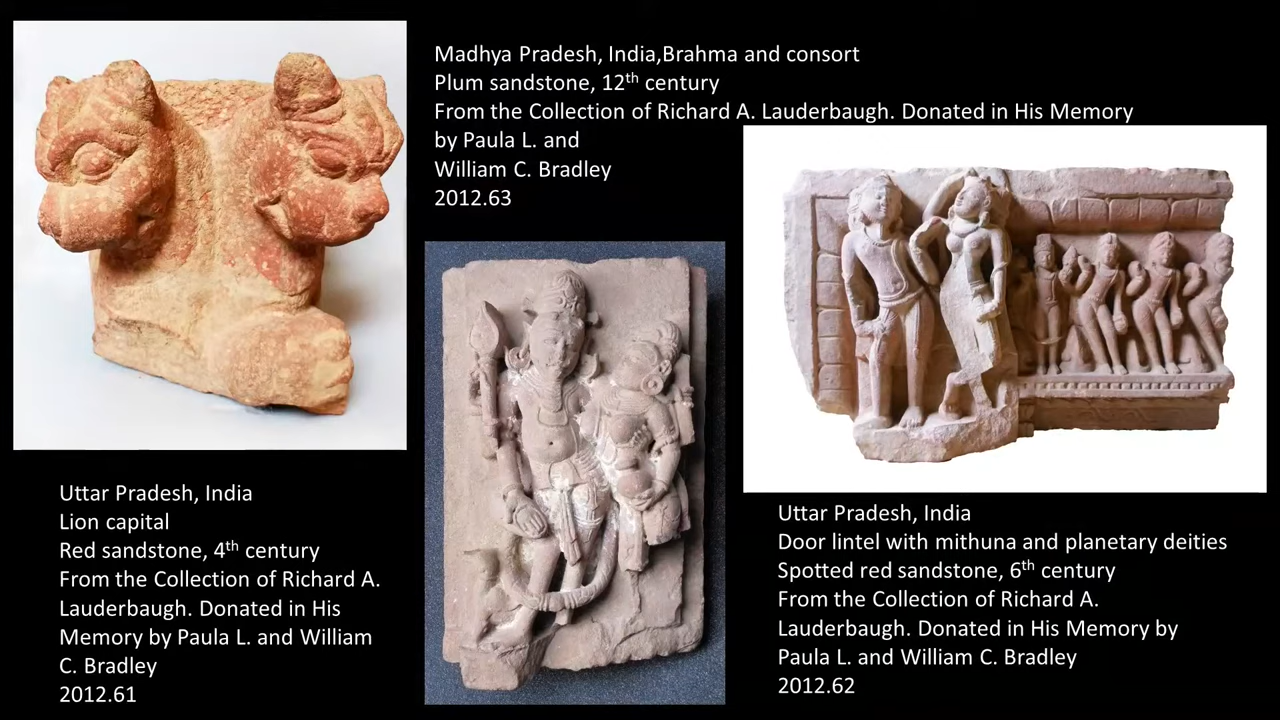 Madhya Pradesh, India,Brahma and consort
Plum sandstone, 12th century
From the Collection of Richard A. Lauderbaugh. Donated in His Memory
by Paula L. and
William C. Bradley
2012.63
Uttar Pradesh, India
Lion capital
Red sandstone, 4th century
From the Collection of Richard A.
Lauderbaugh. Donated in His
Memory by Paula L. and William
C. Bradley
2012.61
Uttar Pradesh, India
Door lintel with mithuna and planetary deities
Spotted red sandstone, 6th century
From the Collection of Richard A.
Lauderbaugh. Donated in His Memory by
Paula L. and William C. Bradley
2012.62